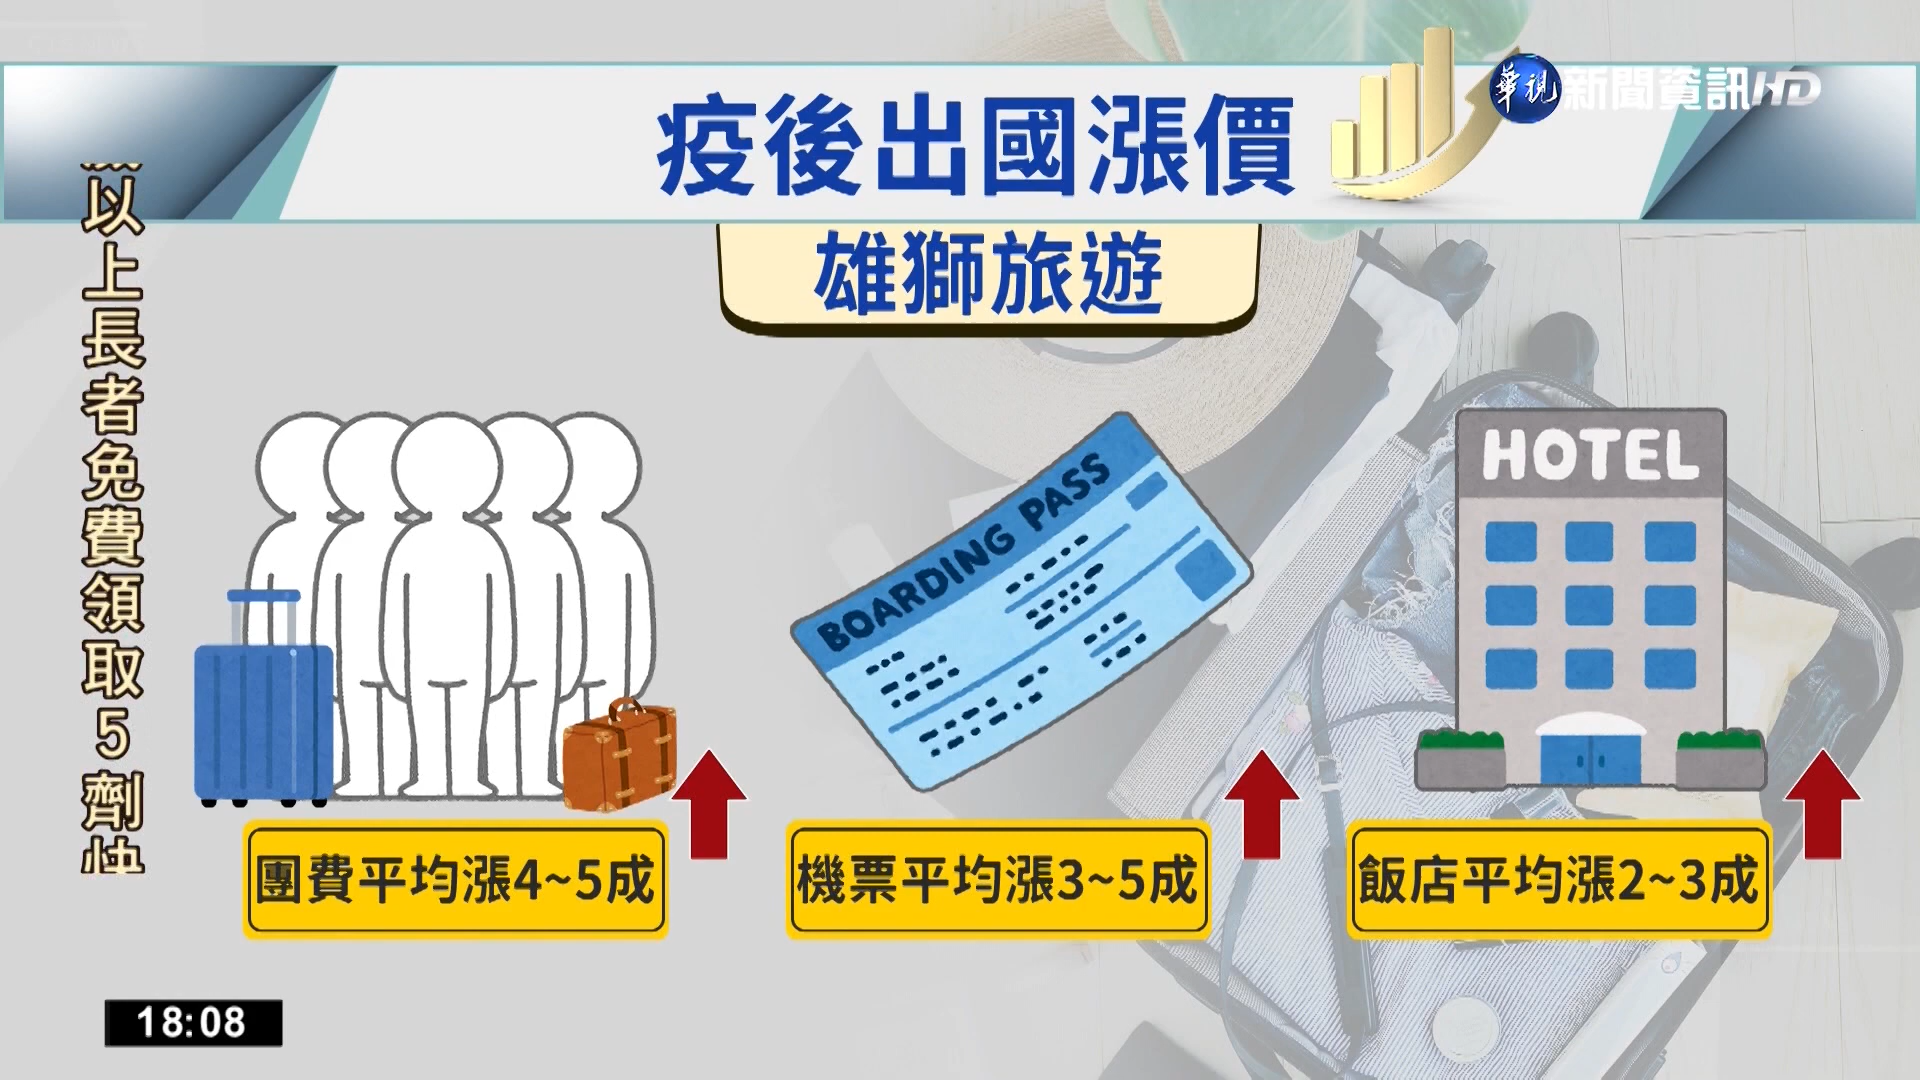 疫後出國漲價
華視新聞資訊HD
雄獅旅遊
以上長者免費領取5劑快
HOTEL
BOARDING PASS
團費平均漲4~5成
機票平均漲3~5成
飯店平均漲2~3成
18:08